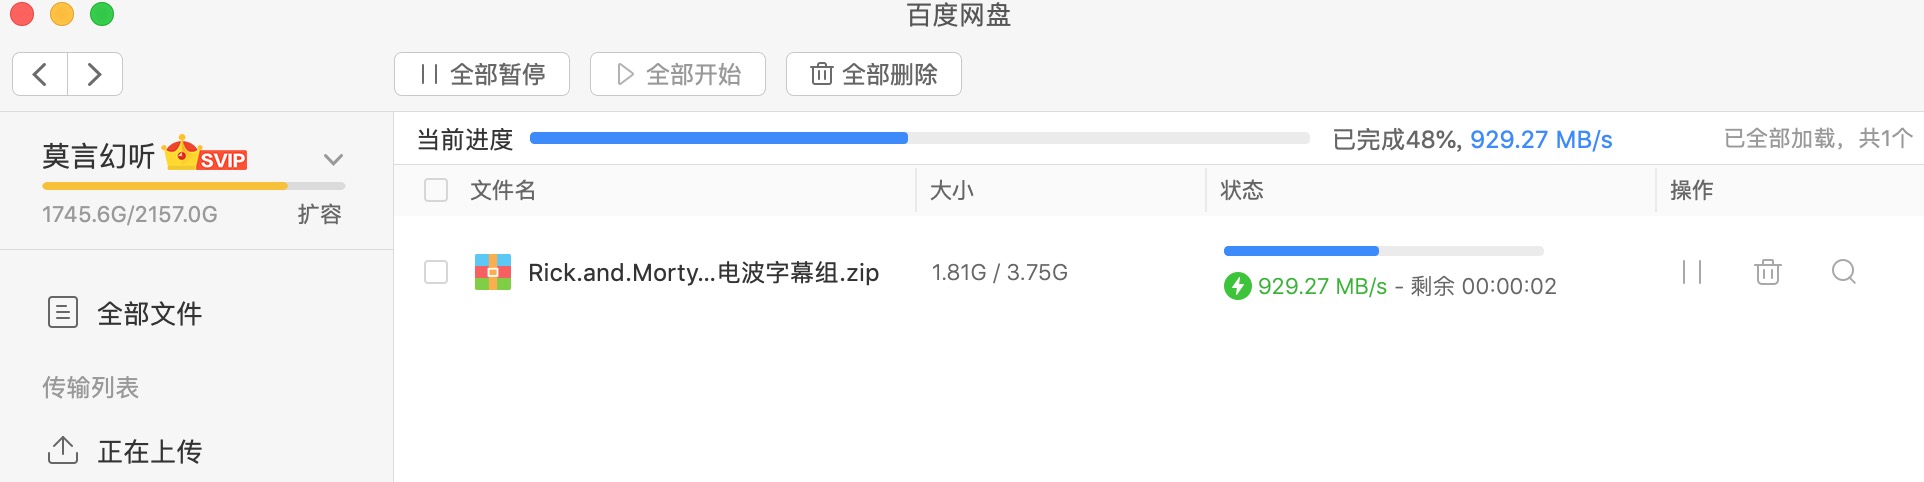 百度网盘
全部暂停 全部开始 全部删除
莫言幻听 SVIP
1745.6G/2157.0G 扩容
全部文件
传输列表
正在上传
当前进度 已完成48%, 929.27 MB/s 已全部加载，共1个
文件名 大小 状态 操作
Rick.and.Morty...电波字幕组.zip 1.81G / 3.75G 929.27 MB/s - 剩余 00:00:02